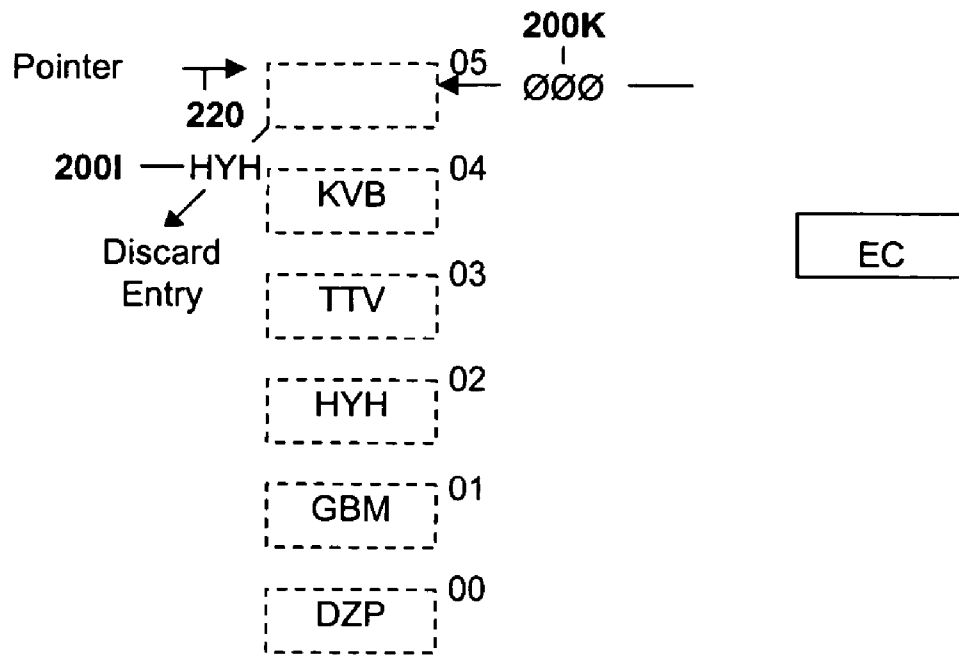 200K
Pointer
05
ØØØ
220
200I
HYH
04
KVB
Discard
Entry
EC
03
TTV
02
HYH
01
GBM
00
DZP